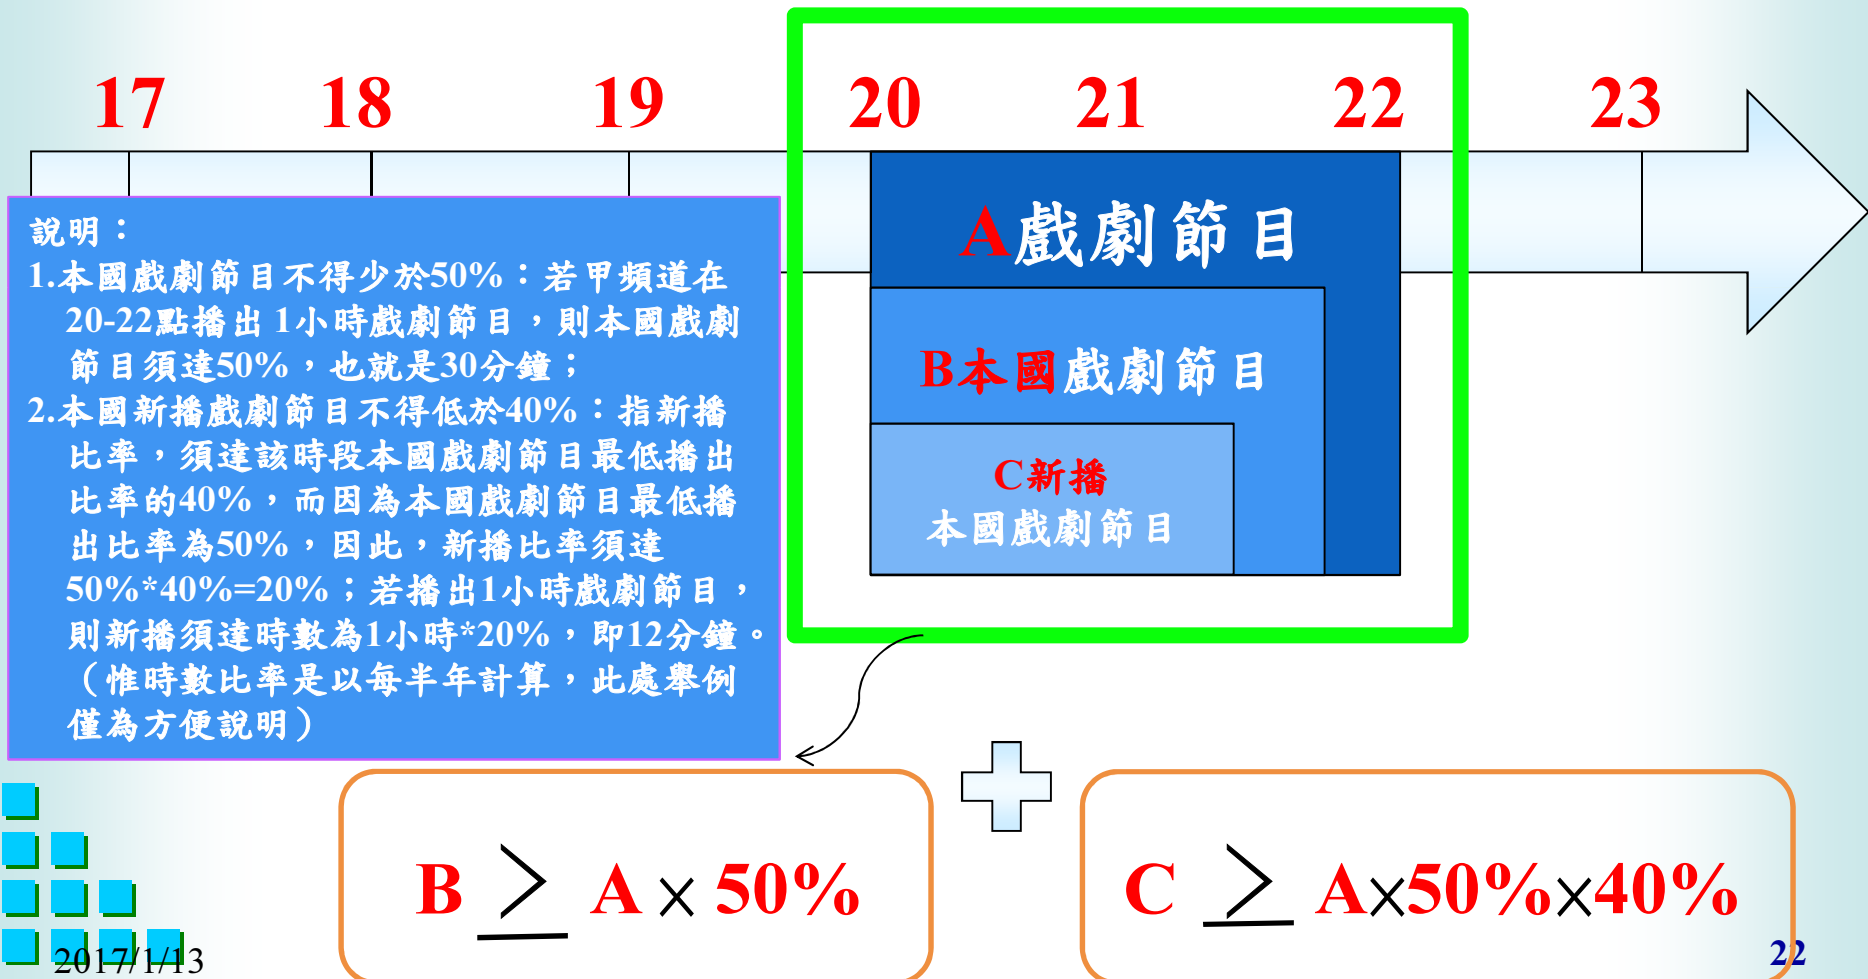 17 18 19 20 21 22 23
A戲劇節目
B本國戲劇節目
C新播
本國戲劇節目
說明：
1.本國戲劇節目不得少於50%：若甲頻道在
20-22點播出 1小時戲劇節目，則本國戲劇
節目須達50%，也就是30分鐘；
2.本國新播戲劇節目不得低於40%：指新播
比率，須達該時段本國戲劇節目最低播出
比率的40%，而因為本國戲劇節目最低播
出比率為50%，因此，新播比率須達
50%*40%=20%；若播出1小時戲劇節目，
則新播須達時數為1小時*20%，即12分鐘。
（惟時數比率是以每半年計算，此處舉例
僅為方便說明）
B ≥ A × 50%
C ≥ A×50%×40%
2017/1/13
22